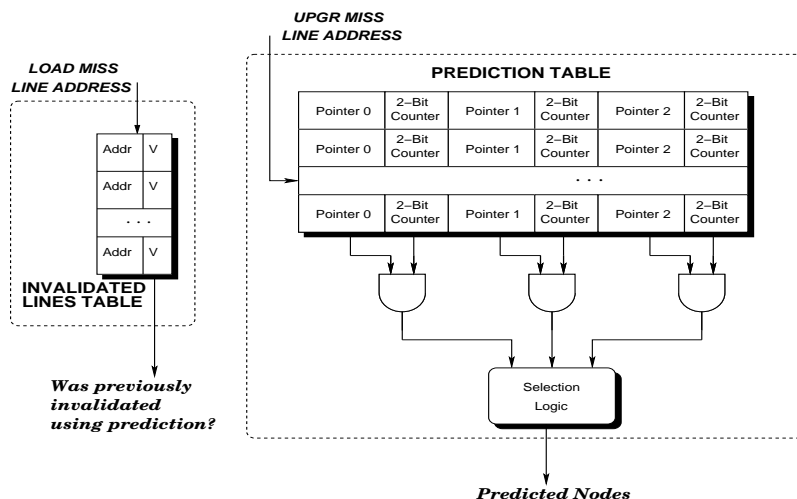 UPGR MISS
LINE ADDRESS
LOAD MISS
LINE ADDRESS
PREDICTION TABLE
Pointer 0 2-Bit Counter Pointer 1 2-Bit Counter Pointer 2 2-Bit Counter
Pointer 0 2-Bit Counter Pointer 1 2-Bit Counter Pointer 2 2-Bit Counter
. . .
Pointer 0 2-Bit Counter Pointer 1 2-Bit Counter Pointer 2 2-Bit Counter
Addr V
Addr V
. . .
Addr V
INVALIDATED
LINES TABLE
Was previously
invalidated
using prediction?
Selection
Logic
Predicted Nodes